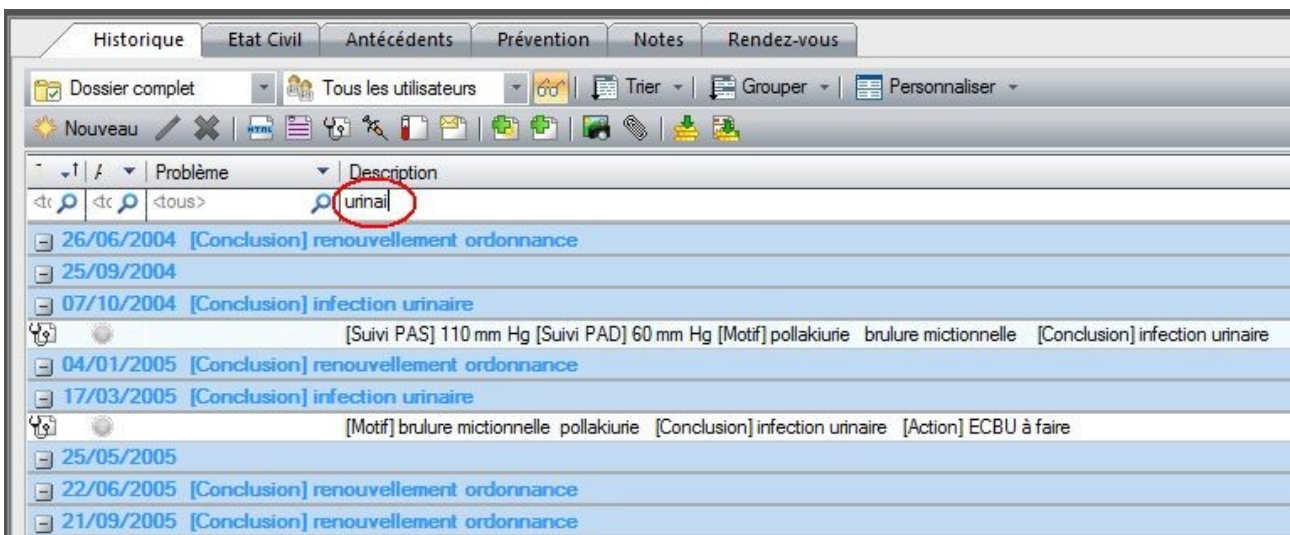 Historique Etat Civil Antécédents Prévention Notes Rendez-vous
Dossier complet Tous les utilisateurs Trier Grouper Personnaliser
Nouveau HTML
Problème Description
<tous> urinai
26/06/2004 [Conclusion] renouvellement ordonnance
25/09/2004
07/10/2004 [Conclusion] infection urinaire
[Suivi PAS] 110 mm Hg [Suivi PAD] 60 mm Hg [Motif] pollakiurie brulure mictionnelle [Conclusion] infection urinaire
04/01/2005 [Conclusion] renouvellement ordonnance
17/03/2005 [Conclusion] infection urinaire
[Motif] brulure mictionnelle pollakiurie [Conclusion] infection urinaire [Action] ECBU à faire
25/05/2005
22/06/2005 [Conclusion] renouvellement ordonnance
21/09/2005 [Conclusion] renouvellement ordonnance